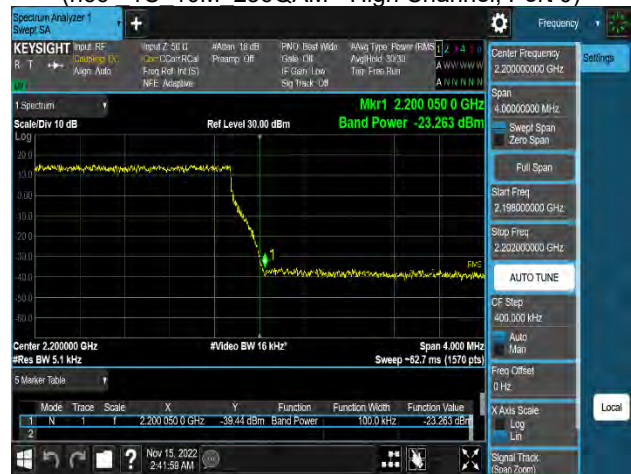 Spectrum Analyzer 1
Swept SA
Frequency
KEYSIGHT
R T
Input: RF
Coupling: DC
Align: Auto
Input Z: 50 Ω
Corr CCorr RCal
Freq Ref: Int (S)
NFE: Adaptive
#Atten: 18 dB
Preamp: Off
PNO: Best Wide
Gate: Off
IF Gain: Low
Sig Track: Off
#Avg Type: Power (RMS)
Avg|Hold: 30/30
Trig: Free Run
1 2 3 4 5 6
A W W W W W
A N N N N N
Center Frequency
2.200000000 GHz
Settings
Span
4.00000000 MHz
Swept Span
Zero Span
Full Span
Start Freq
2.198000000 GHz
Stop Freq
2.202000000 GHz
AUTO TUNE
CF Step
400.000 kHz
Auto
Man
Freq Offset
0 Hz
X Axis Scale
Log
Lin
Local
Signal Track
(Span Zoom)
1 Spectrum
Scale/Div 10 dB
Log
Ref Level 30.00 dBm
Mkr1 2.200 050 0 GHz
Band Power -23.263 dBm
20.0
10.0
0.00
-10.0
-20.0
-30.0
-40.0
-50.0
-60.0
1
RMS
Center 2.200000 GHz
#Res BW 5.1 kHz
#Video BW 16 kHz*
Span 4.000 MHz
Sweep ~62.7 ms (1570 pts)
5 Marker Table
Mode Trace Scale X Y Function Function Width Function Value
1 N 1 f 2.200 050 0 GHz -39.44 dBm Band Power 100.0 kHz -23.263 dBm
2
Nov 15, 2022
2:41:59 AM